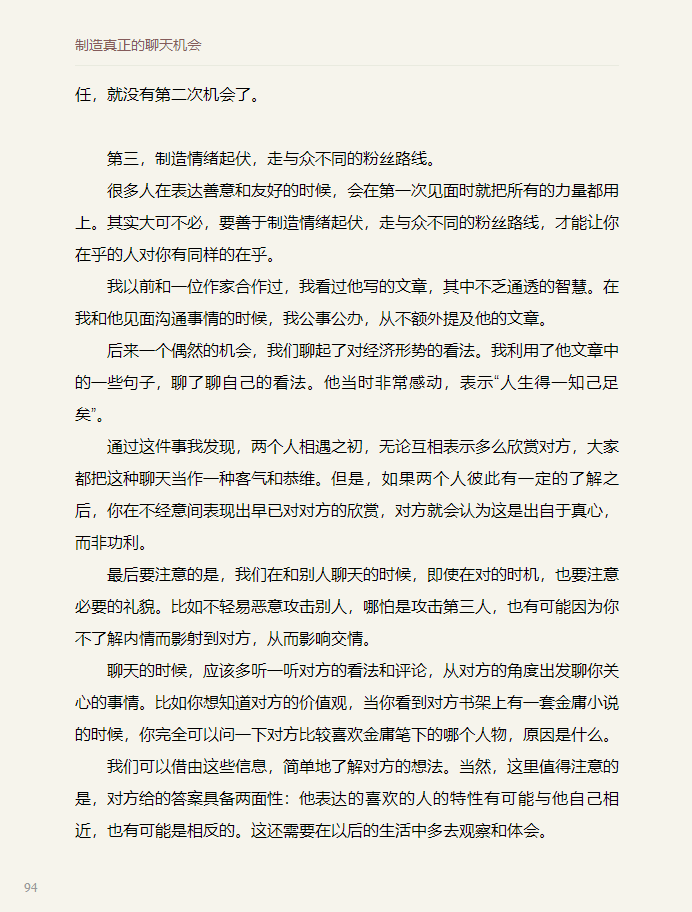 制造真正的聊天机会
任，就没有第二次机会了。
第三，制造情绪起伏，走与众不同的粉丝路线。
很多人在表达善意和友好的时候，会在第一次见面时就把所有的力量都用
上。其实大可不必，要善于制造情绪起伏，走与众不同的粉丝路线，才能让你
在乎的人对你有同样的在乎。
我以前和一位作家合作过，我看过他写的文章，其中不乏通透的智慧。在
我和他见面沟通事情的时候，我公事公办，从不额外提及他的文章。
后来一个偶然的机会，我们聊起了对经济形势的看法。我利用了他文章中
的一些句子，聊了聊自己的看法。他当时非常感动，表示“人生得一知己足
矣”。
通过这件事我发现，两个人相遇之初，无论互相表示多么欣赏对方，大家
都把这种聊天当作一种客气和恭维。但是，如果两个人彼此有一定的了解之
后，你在不经意间表现出早已对对方的欣赏，对方就会认为这是出自于真心，
而非功利。
最后要注意的是，我们在和别人聊天的时候，即使在对的时机，也要注意
必要的礼貌。比如不轻易恶意攻击别人，哪怕是攻击第三人，也有可能因为你
不了解内情而影射到对方，从而影响交情。
聊天的时候，应该多听一听对方的看法和评论，从对方的角度出发聊你关
心的事情。比如你想知道对方的价值观，当你看到对方书架上有一套金庸小说
的时候，你完全可以问一下对方比较喜欢金庸笔下的哪个人物，原因是什么。
我们可以借由这些信息，简单地了解对方的想法。当然，这里值得注意的
是，对方给的答案具备两面性：他表达的喜欢的人的特性有可能与他自己相
近，也有可能是相反的。这还需要在以后的生活中多去观察和体会。
94